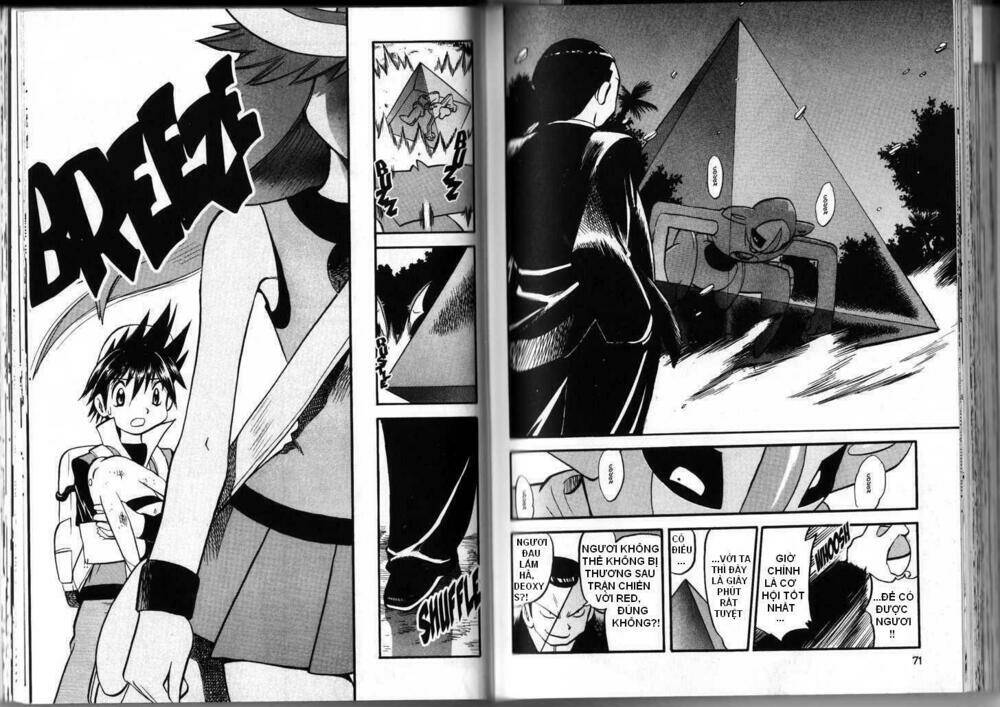 BREEZE
BUZZ
BUZZ
RUSTLE
SHUFFLE
NGƯƠI
ĐAU
LẮM
HẢ,
DEOXY
S?!
NGƯƠI KHÔNG
THỂ KHÔNG BỊ
THƯƠNG SAU
TRẬN CHIẾN
VỚI RED,
ĐÚNG
KHÔNG?!
CÓ
ĐIỀU
...
...VỚI TA
THÌ ĐÂY
LÀ GIÂY
PHÚT
RẤT
TUYỆT
GIỜ
CHÍNH
LÀ CƠ
HỘI TỐT
NHẤT
...
WHOOSH
...ĐỂ CÓ
ĐƯỢC
NGƯƠI
!!
71